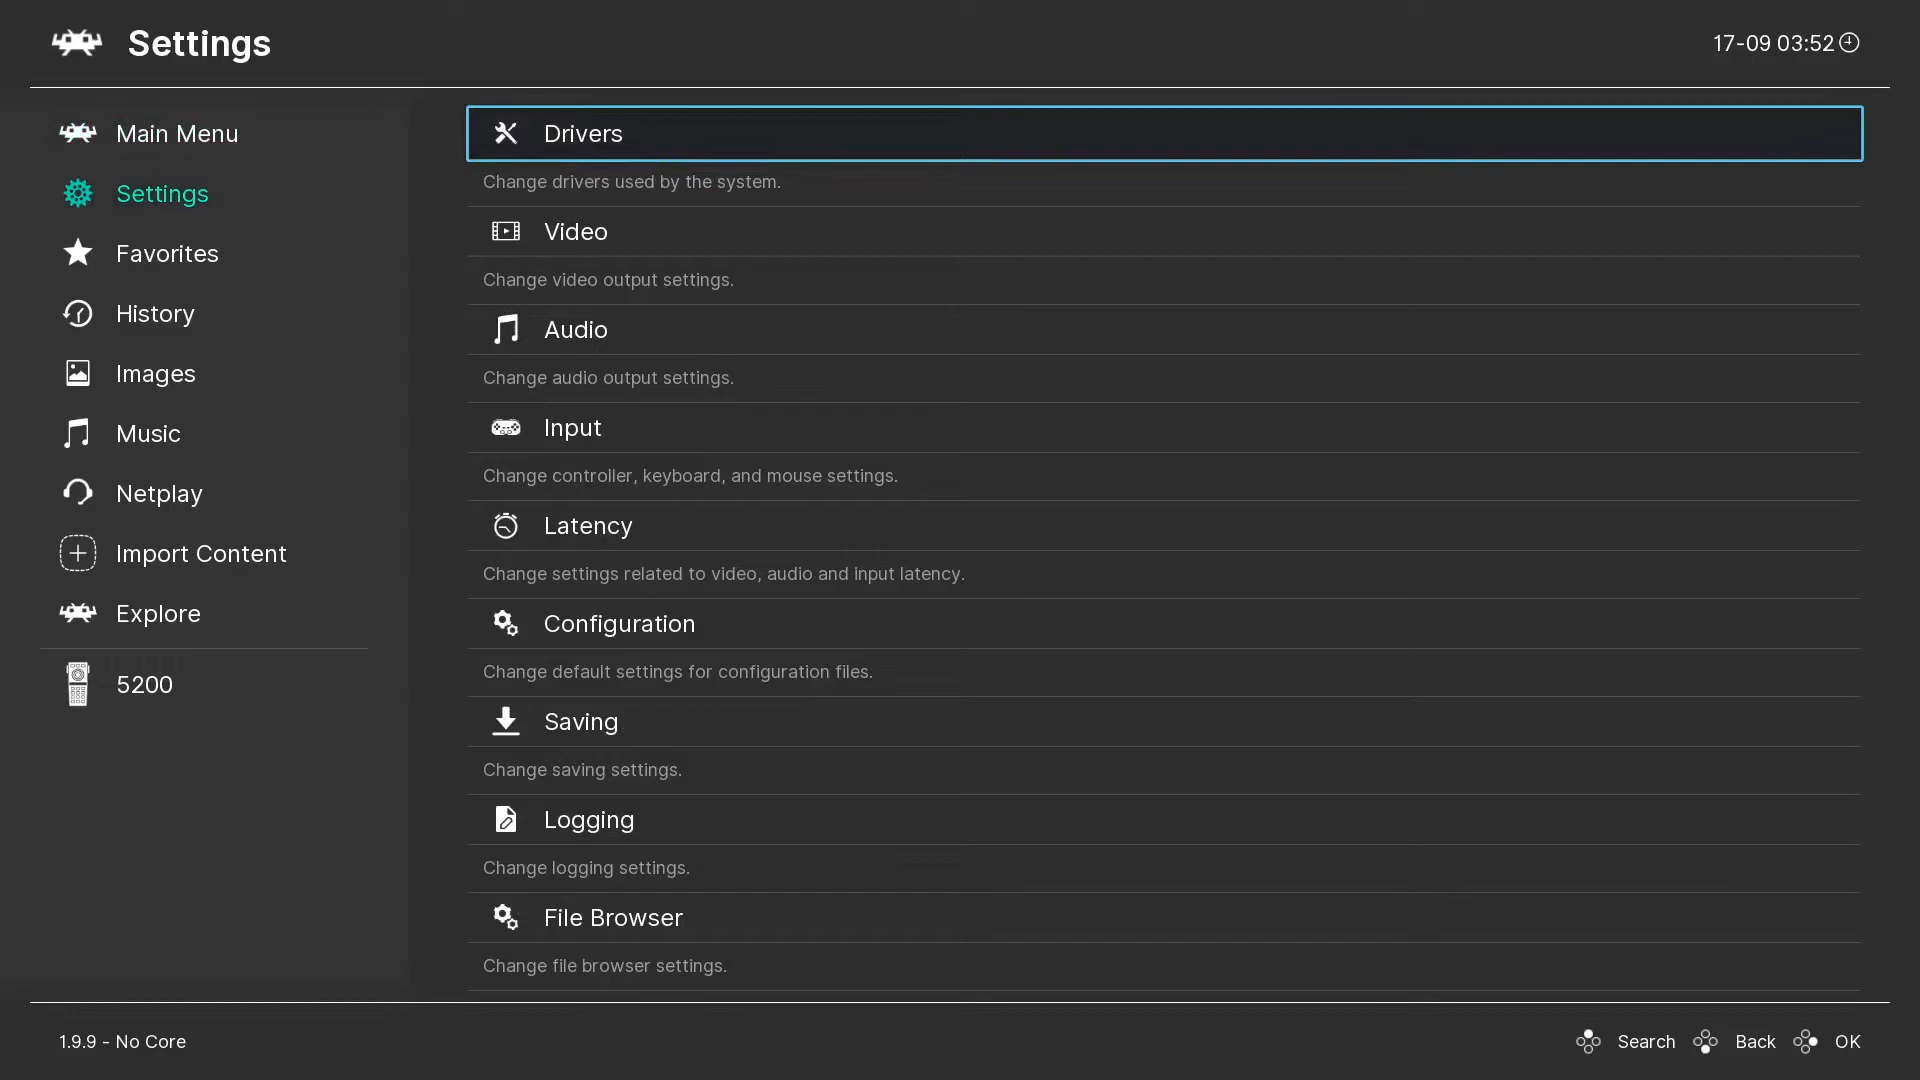 Settings
17-09 03:52
Main Menu
Settings
Favorites
History
Images
Music
Netplay
Import Content
Explore
5200
Drivers
Change drivers used by the system.
Video
Change video output settings.
Audio
Change audio output settings.
Input
Change controller, keyboard, and mouse settings.
Latency
Change settings related to video, audio and input latency.
Configuration
Change default settings for configuration files.
Saving
Change saving settings.
Logging
Change logging settings.
File Browser
Change file browser settings.
1.9.9 - No Core
Search Back OK